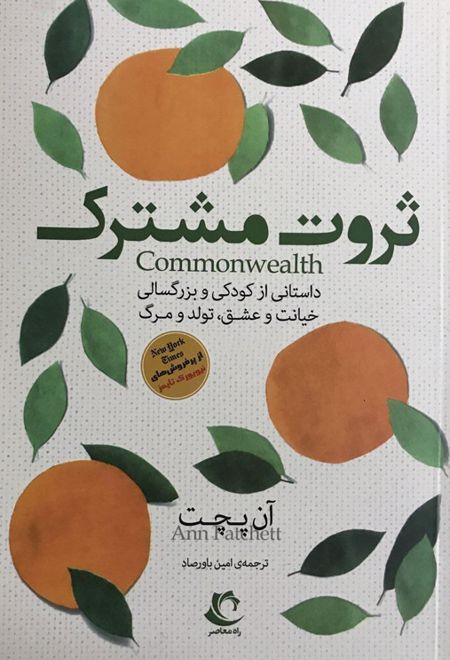 ثروت مشترک
Commonwealth
داستانی از کودکی و بزرگسالی
خیانت و عشق، تولد و مرگ
New York
Times
از پرفروش‌های
نیویورک تایمز
آن پچت
Ann Patchett
ترجمه‌ی امین باورصاد
راه معاصر